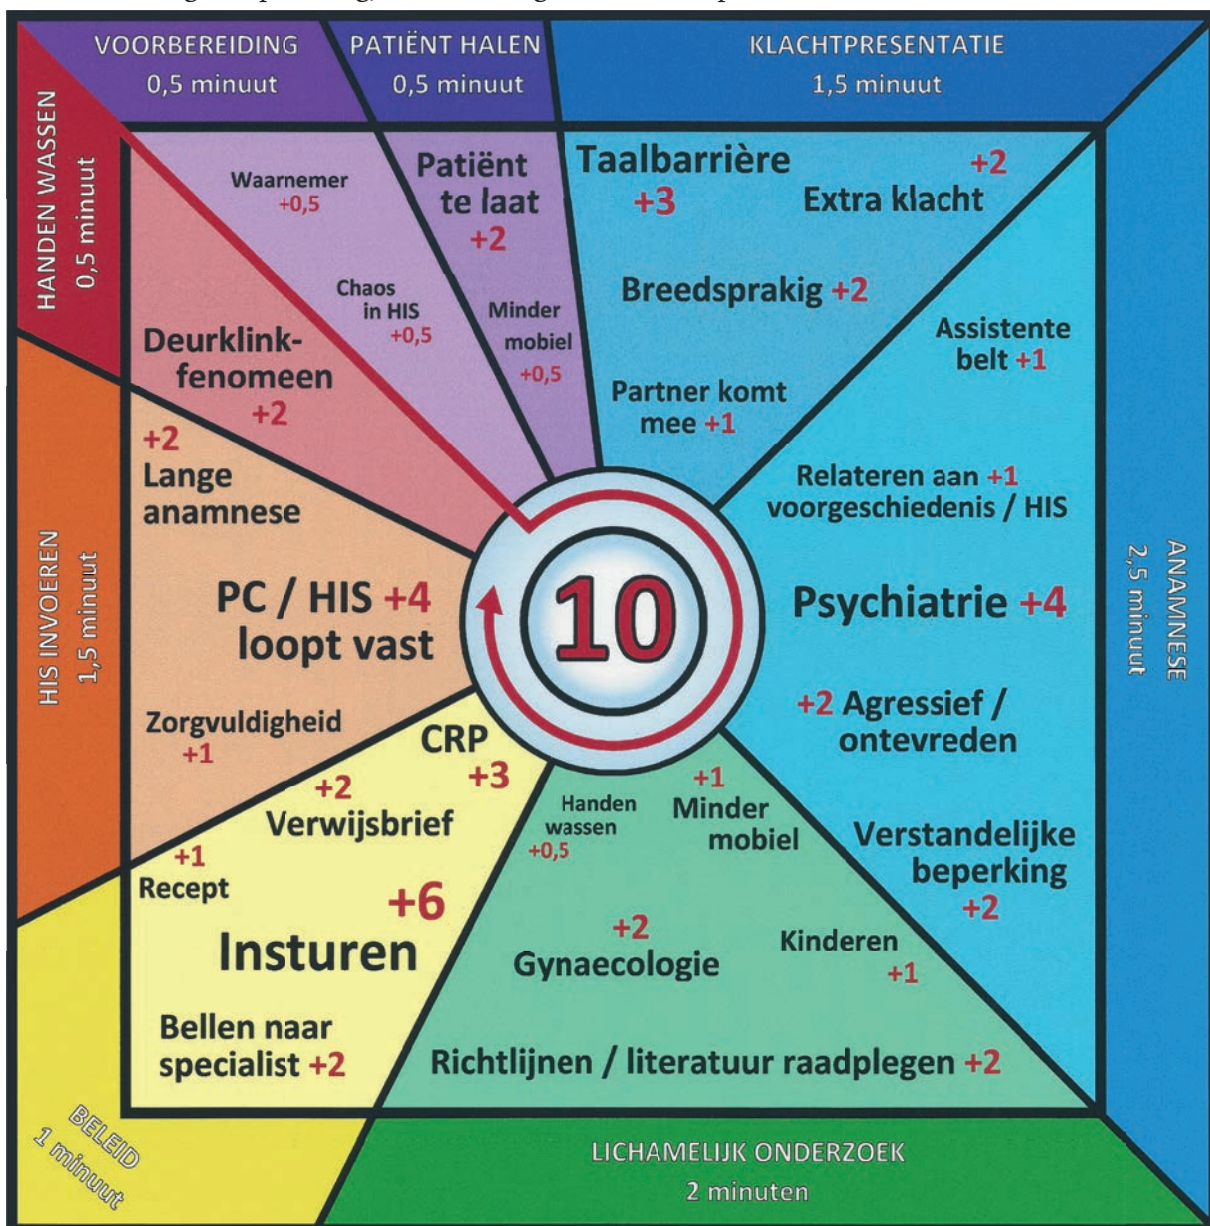 VOORBEREIDING
0,5 minuut
PATIËNT HALEN
0,5 minuut
KLACHTPRESENTATIE
1,5 minuut
HANDEN WASSEN
0,5 minuut
Waarnemer
+0,5
Chaos
in HIS
+0,5
Patiënt
te laat
+2
Minder
mobiel
+0,5
Taalbarrière
+3
+2
Extra klacht
Breedsprakig +2
Partner komt
mee +1
Assistente
belt +1
Relateren aan +1
voorgeschiedenis / HIS
Psychiatrie +4
+2 Agressief /
ontevreden
Verstandelijke
beperking
+2
ANAMNESE
2,5 minuut
Deurklink-
fenomeen
+2
+2
Lange
anamnese
PC / HIS +4
loopt vast
Zorgvuldigheid
+1
HIS INVOEREN
1,5 minuut
10
CRP
+3
+2
Verwijsbrief
+1
Recept
+6
Insturen
Bellen naar
specialist +2
BELEID
1 minuut
Handen
wassen
+0,5
+1
Minder
mobiel
+2
Gynaecologie
Kinderen
+1
Richtlijnen / literatuur raadplegen +2
LICHAMELIJK ONDERZOEK
2 minuten